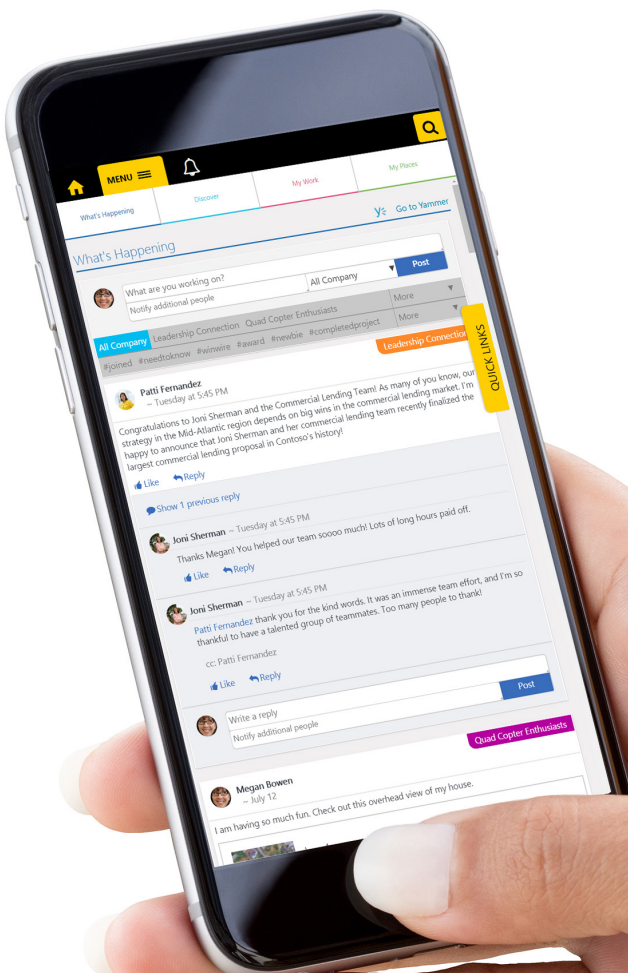 MENU
What's Happening
Discover
My Work
My Places
What's Happening
Go to Yammer
What are you working on?
Notify additional people
All Company
Post
All Company Leadership Connection Quad Copter Enthusiasts More
#joined #needtoknow #winwire #award #newbie #completedproject More
Leadership Connection
QUICK LINKS
Patti Fernandez
~ Tuesday at 5:45 PM
Congratulations to Joni Sherman and the Commercial Lending Team! As many of you know, our
strategy in the Mid-Atlantic region depends on big wins in the commercial lending market. I'm
happy to announce that Joni Sherman and her commercial lending team recently finalized the
largest commercial lending proposal in Contoso's history!
Like Reply
Show 1 previous reply
Joni Sherman ~ Tuesday at 5:45 PM
Thanks Megan! You helped our team soooo much! Lots of long hours paid off.
Like Reply
Joni Sherman ~ Tuesday at 5:45 PM
Patti Fernandez thank you for the kind words. It was an immense team effort, and I'm so
thankful to have a talented group of teammates. Too many people to thank!
cc: Patti Fernandez
Like Reply
Write a reply
Notify additional people
Post
Quad Copter Enthusiasts
Megan Bowen
~ July 12
I am having so much fun. Check out this overhead view of my house.